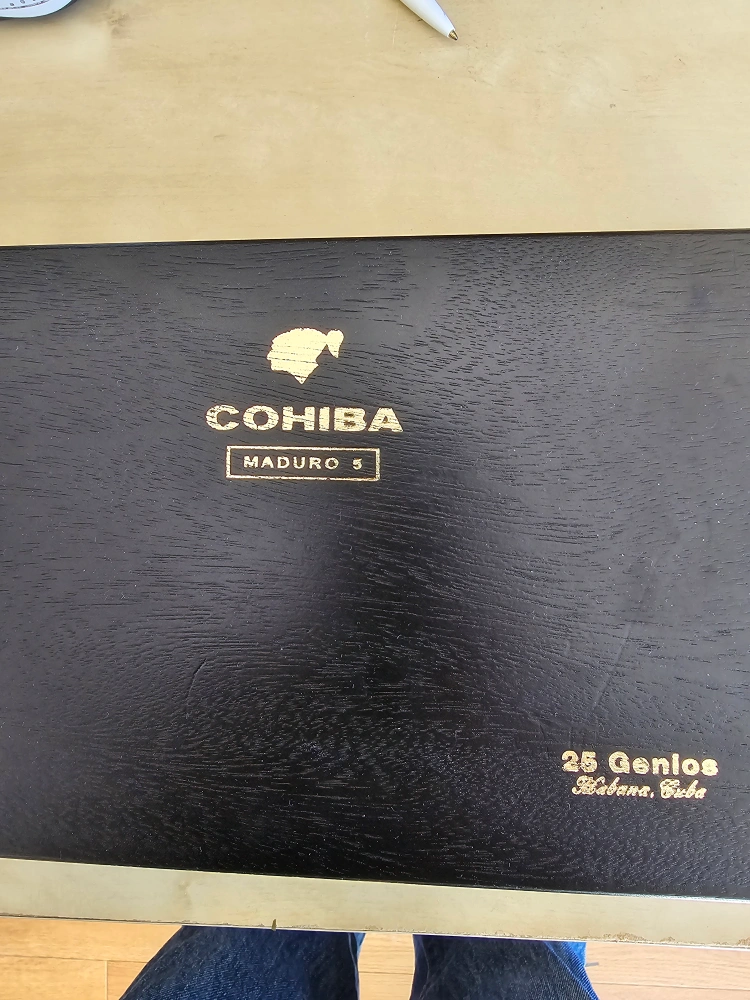 COHIBA
MADURO 5
25 Genios
Habana, Cuba